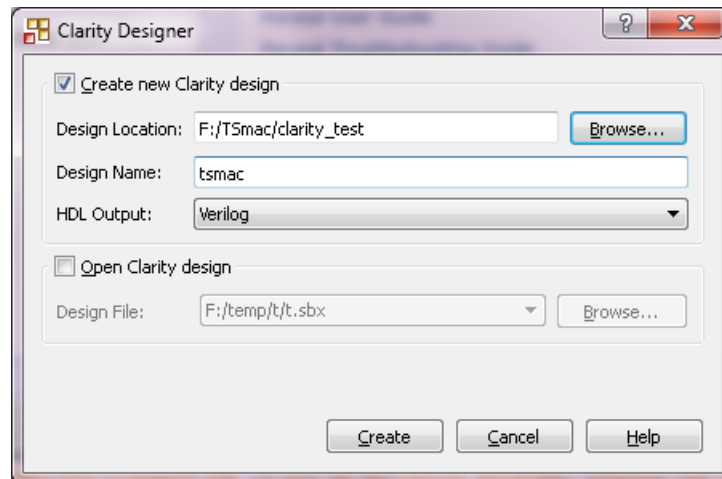 Clarity Designer
Create new Clarity design
Design Location: F:/TSmac/clarity_test Browse...
Design Name: tsmac
HDL Output: Verilog
Open Clarity design
Design File: F:/temp/t/t.sbx Browse...
Create Cancel Help